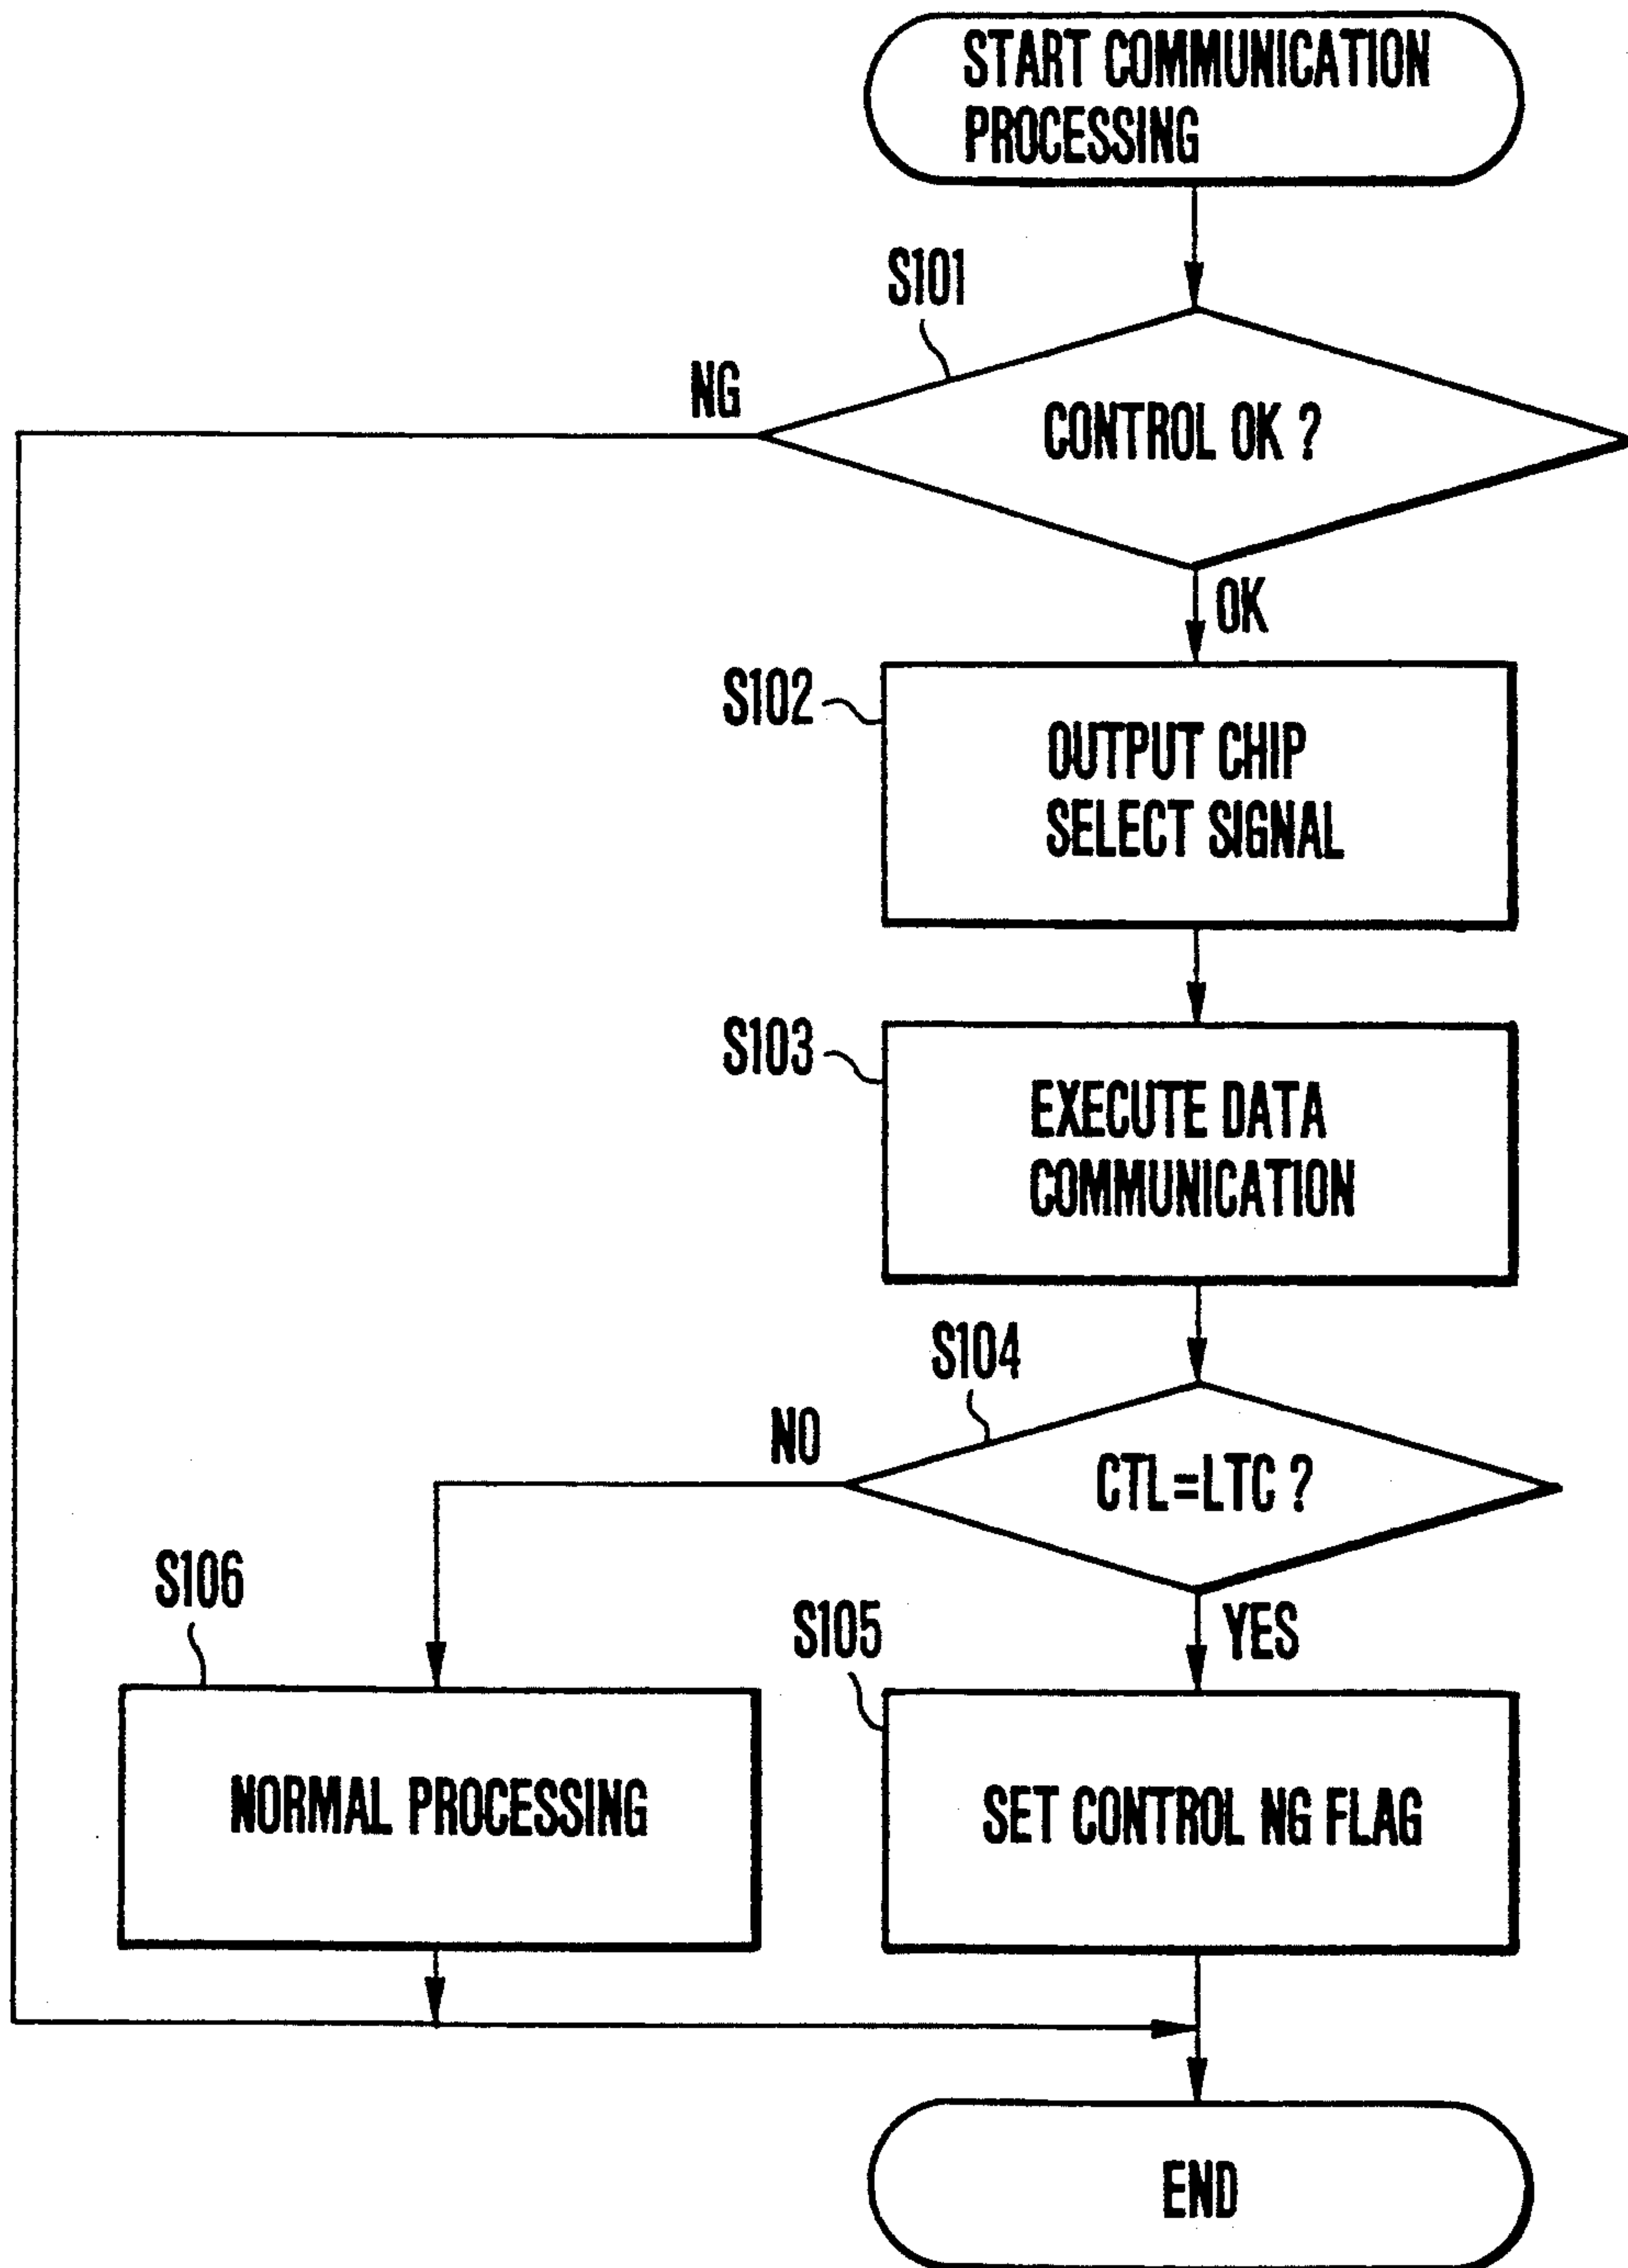 START COMMUNICATION
PROCESSING
S101
NG
CONTROL OK ?
OK
S102
OUTPUT CHIP
SELECT SIGNAL
S103
EXECUTE DATA
COMMUNICATION
S104
NO
CTL=LTC ?
S106
S105
YES
NORMAL PROCESSING
SET CONTROL NG FLAG
END